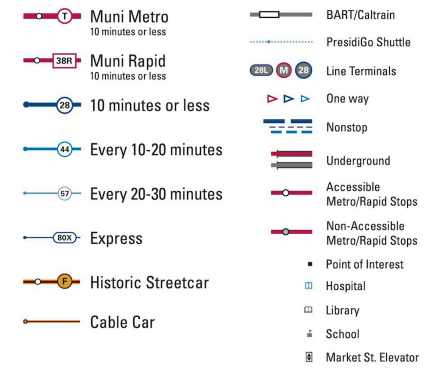 T Muni Metro
10 minutes or less
38R Muni Rapid
10 minutes or less
28 10 minutes or less
44 Every 10-20 minutes
57 Every 20-30 minutes
80X Express
F Historic Streetcar
Cable Car
BART/Caltrain
PresidiGo Shuttle
28L M 28 Line Terminals
One way
Nonstop
Underground
Accessible
Metro/Rapid Stops
Non-Accessible
Metro/Rapid Stops
Point of Interest
H Hospital
Library
School
Market St. Elevator